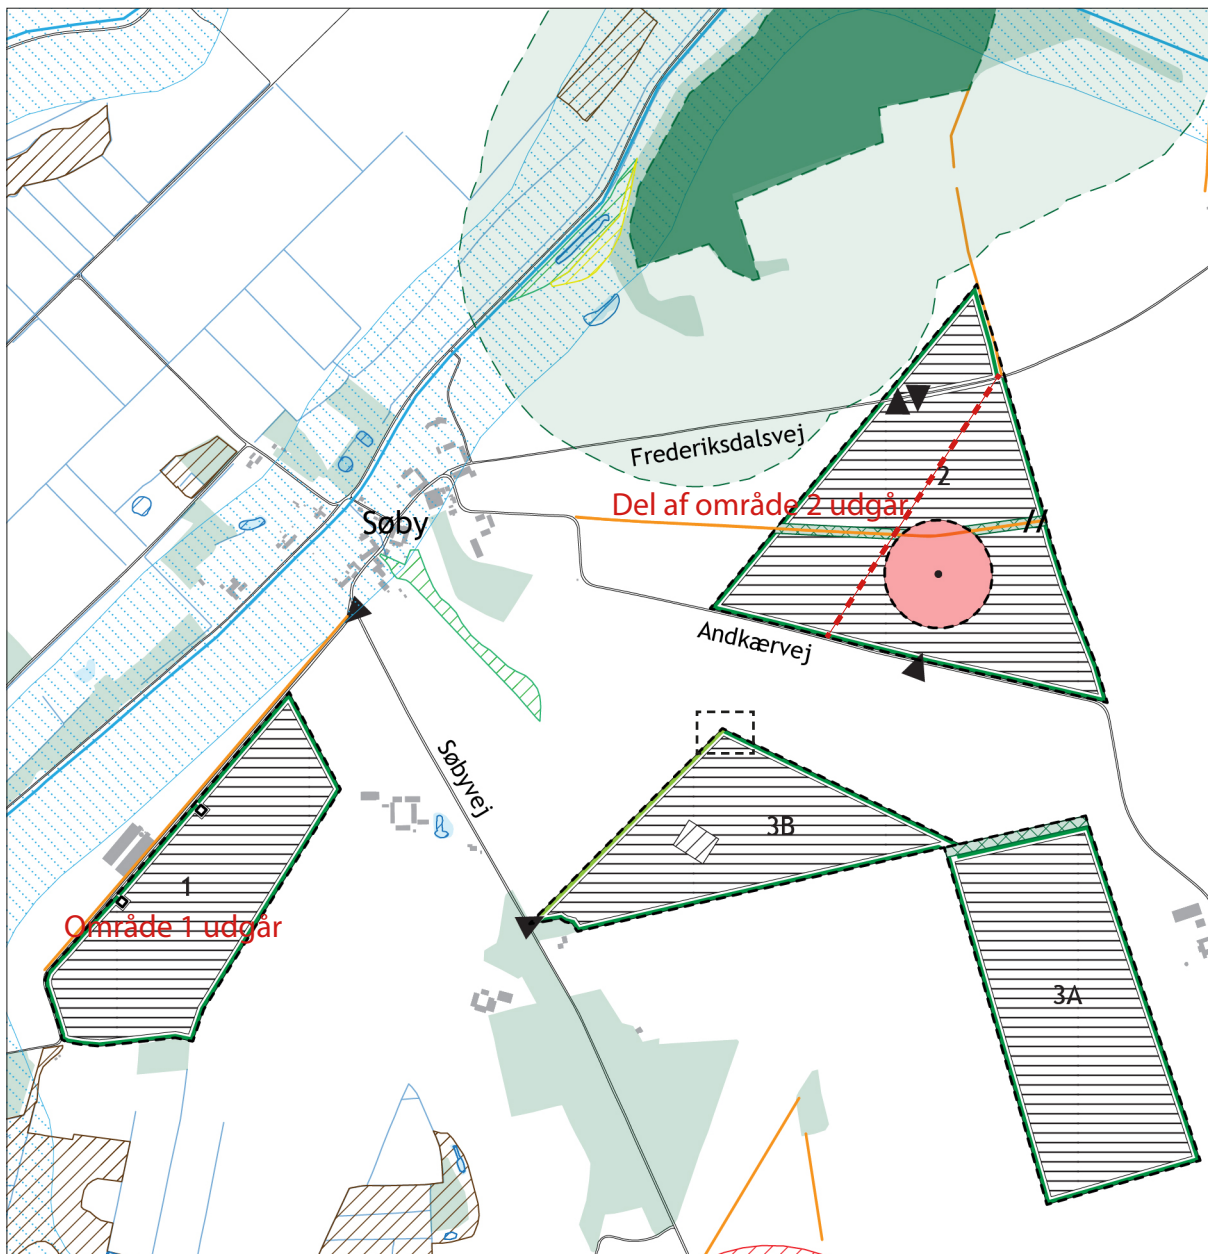 Frederiksdalsvej
2
Del af område 2 udgår
Søby
Andkærvej
Søbyvej
3B
1
Område 1 udgår
3A